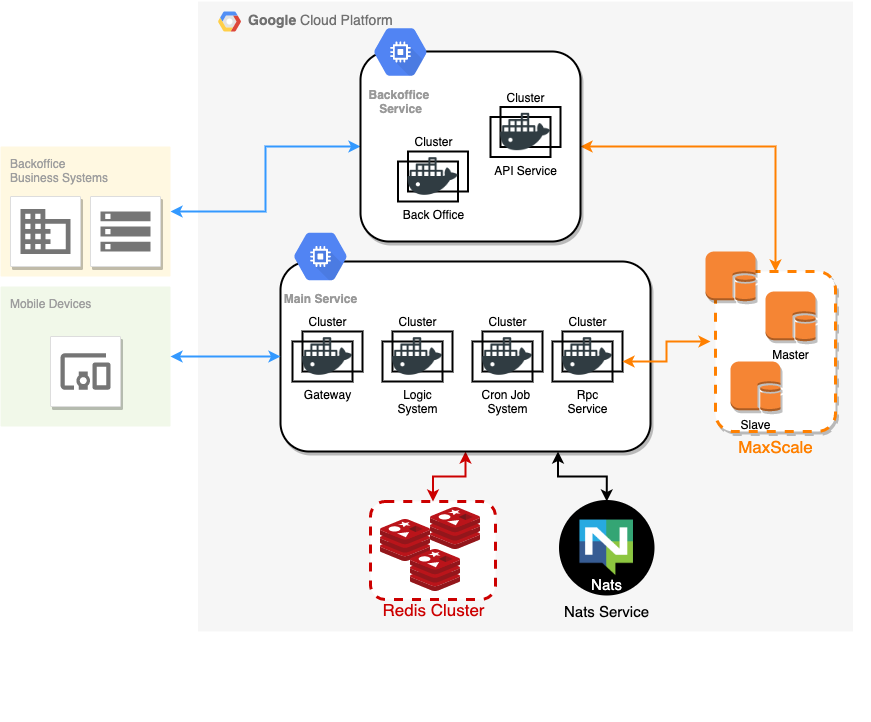 Google Cloud Platform
Backoffice
Service
Cluster
API Service
Cluster
Back Office
Backoffice
Business Systems
Mobile Devices
Main Service
Cluster
Gateway
Cluster
Logic
System
Cluster
Cron Job
System
Cluster
Rpc
Service
Master
Slave
MaxScale
Redis Cluster
N
Nats
Nats Service